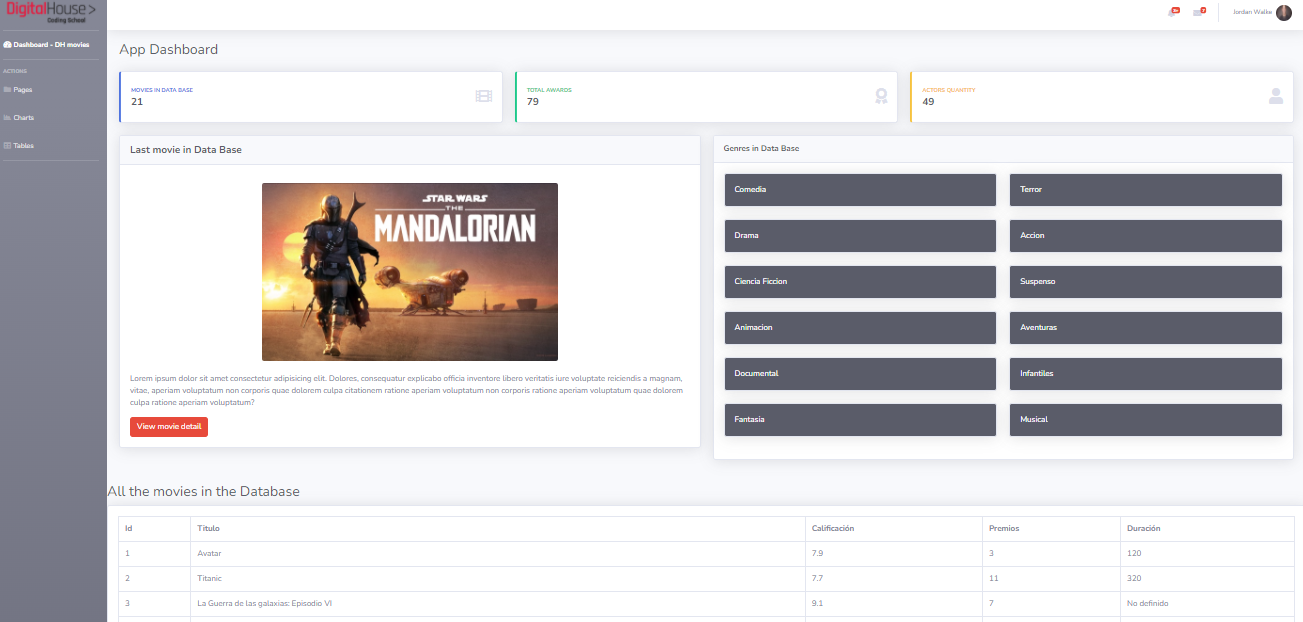 DigitalHouse >
Coding School
Jordan Walke
Dashboard - DH movies
ACTIONS
Pages
Charts
Tables
App Dashboard
MOVIES IN DATA BASE
21
TOTAL AWARDS
79
ACTORS QUANTITY
49
Last movie in Data Base
STAR WARS
THE
MANDALORIAN
Lorem ipsum dolor sit amet consectetur adipisicing elit. Dolores, consequatur explicabo officia inventore libero veritatis iure voluptate reiciendis a magnam,
vitae, aperiam voluptatum non corporis quae dolorem culpa citationem ratione aperiam voluptatum non corporis ratione aperiam voluptatum quae dolorem
culpa ratione aperiam voluptatum?
View movie detail
Genres in Data Base
Comedia
Terror
Drama
Accion
Ciencia Ficcion
Suspenso
Animacion
Aventuras
Documental
Infantiles
Fantasia
Musical
All the movies in the Database
Id Titulo Calificación Premios Duración
1 Avatar 7.9 3 120
2 Titanic 7.7 11 320
3 La Guerra de las galaxias: Episodio VI 9.1 7 No definido